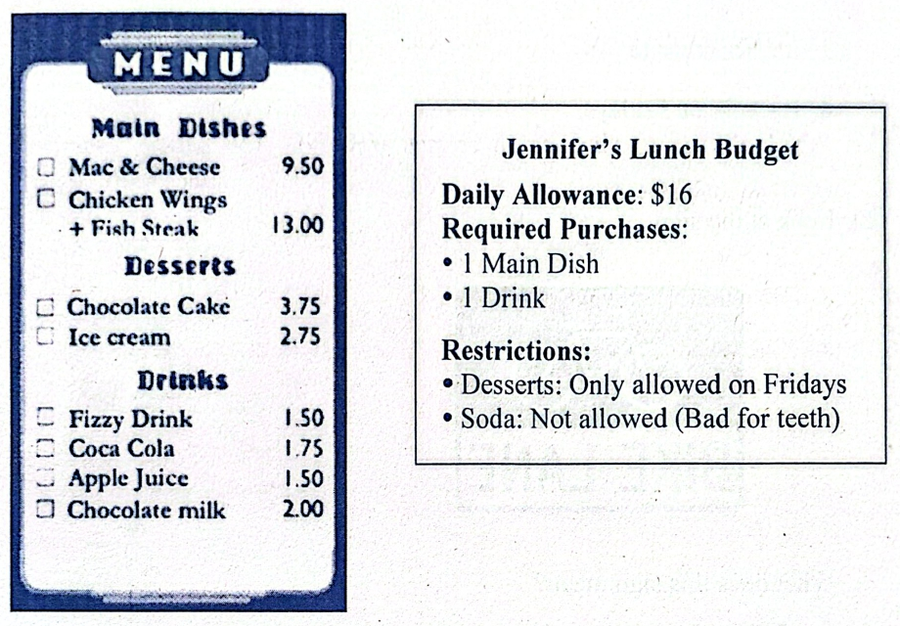 MENU
Main Dishes
Mac & Cheese 9.50
Chicken Wings
+ Fish Steak 13.00
Desserts
Chocolate Cake 3.75
Ice cream 2.75
Drinks
Fizzy Drink 1.50
Coca Cola 1.75
Apple Juice 1.50
Chocolate milk 2.00
Jennifer's Lunch Budget
Daily Allowance: $16
Required Purchases:
• 1 Main Dish
• 1 Drink
Restrictions:
• Desserts: Only allowed on Fridays
• Soda: Not allowed (Bad for teeth)